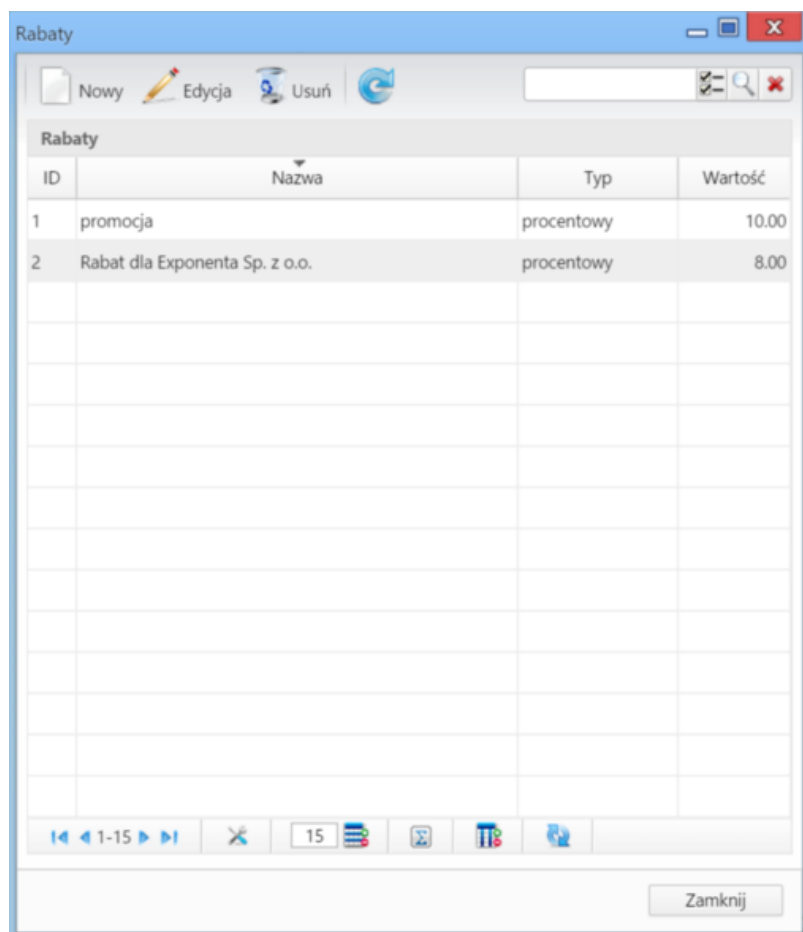 Rabaty
Nowy Edycja Usuń
Rabaty
ID Nazwa Typ Wartość
1 promocja procentowy 10.00
2 Rabat dla Exponenta Sp. z o.o. procentowy 8.00
1-15 15 Σ
Zamknij